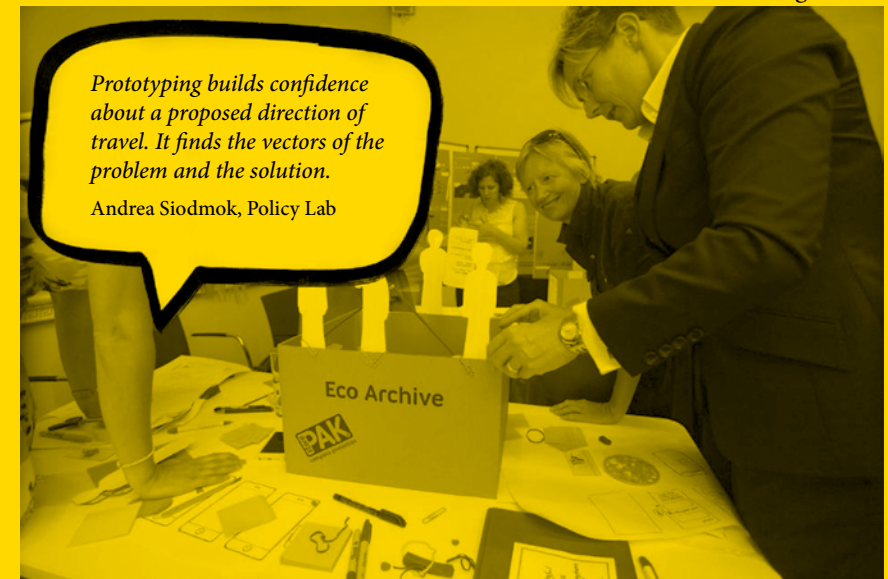 Prototyping builds confidence
about a proposed direction of
travel. It finds the vectors of the
problem and the solution.
Andrea Siodmok, Policy Lab
Eco Archive
PAK